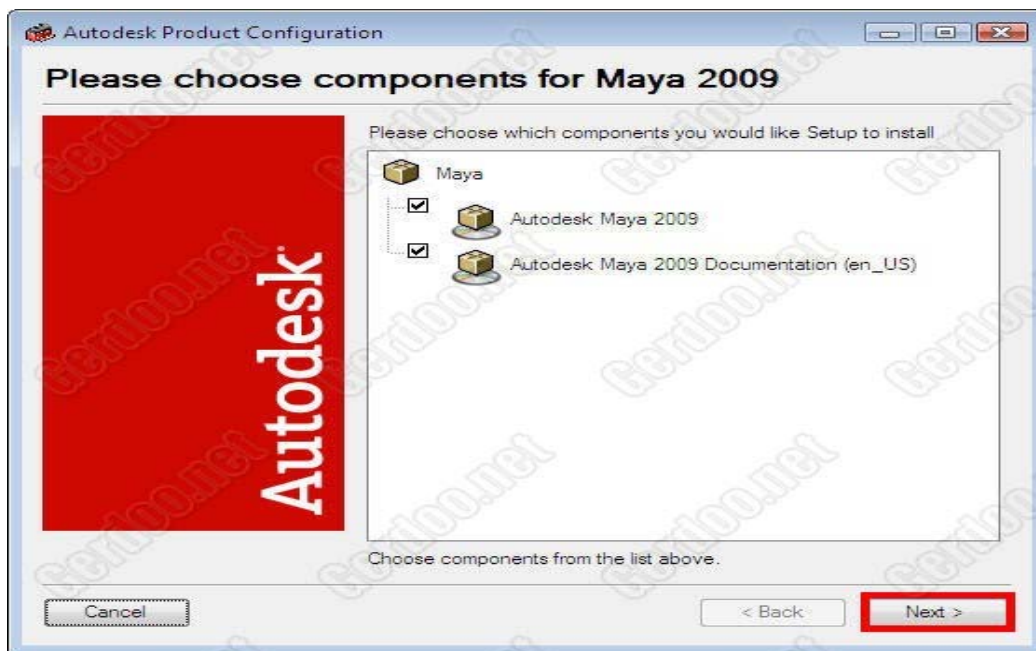 Autodesk Product Configuration
Please choose components for Maya 2009
Please choose which components you would like Setup to install
Maya
Autodesk Maya 2009
Autodesk Maya 2009 Documentation (en_US)
Autodesk
Choose components from the list above.
Cancel
< Back
Next >
Gerdoo.net